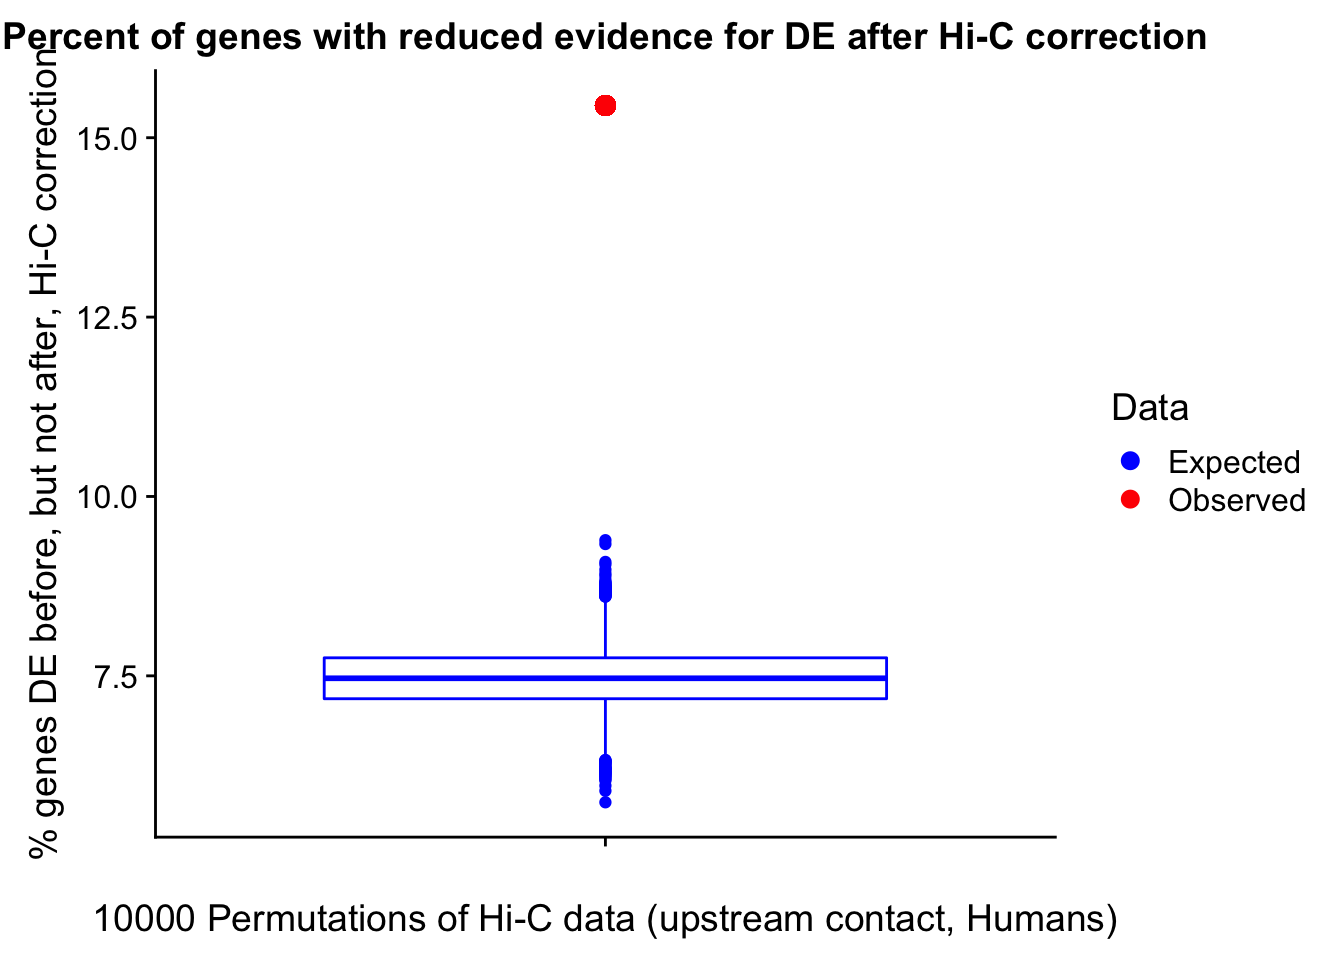 Percent of genes with reduced evidence for DE after Hi-C correction
% genes DE before, but not after, Hi-C correction
15.0
12.5
10.0
7.5
Data
Expected
Observed
10000 Permutations of Hi-C data (upstream contact, Humans)